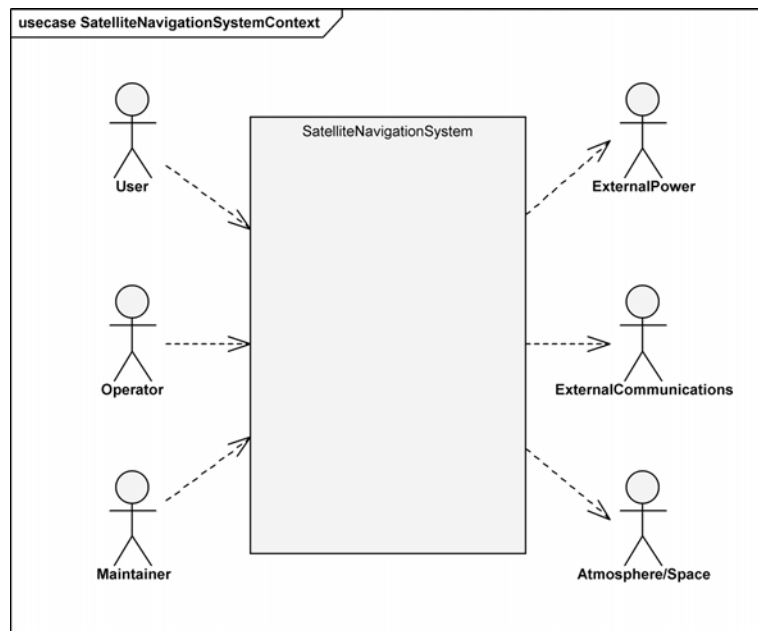 usecase SatelliteNavigationSystemContext
SatelliteNavigationSystem
User
ExternalPower
Operator
ExternalCommunications
Maintainer
Atmosphere/Space